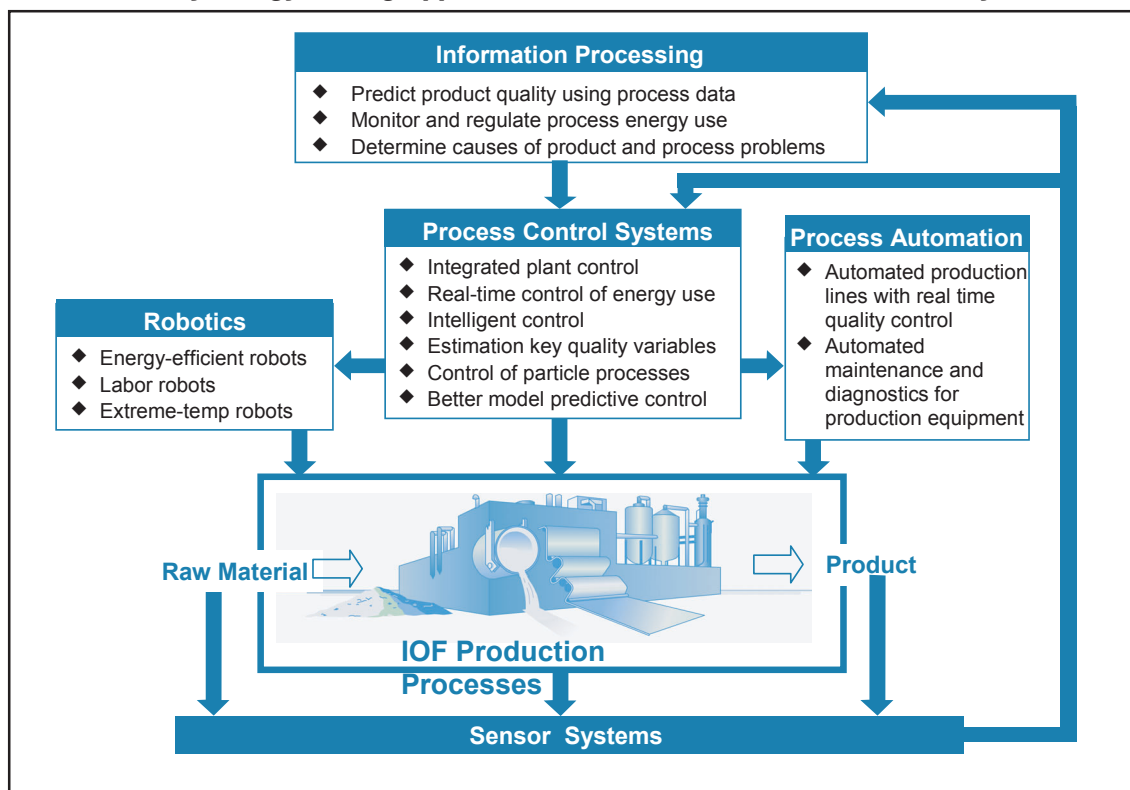 Information Processing
◆ Predict product quality using process data
◆ Monitor and regulate process energy use
◆ Determine causes of product and process problems
Process Control Systems
◆ Integrated plant control
◆ Real-time control of energy use
◆ Intelligent control
◆ Estimation key quality variables
◆ Control of particle processes
◆ Better model predictive control
Process Automation
◆ Automated production
lines with real time
quality control
◆ Automated
maintenance and
diagnostics for
production equipment
Robotics
◆ Energy-efficient robots
◆ Labor robots
◆ Extreme-temp robots
Raw Material
Product
IOF Production
Processes
Sensor Systems